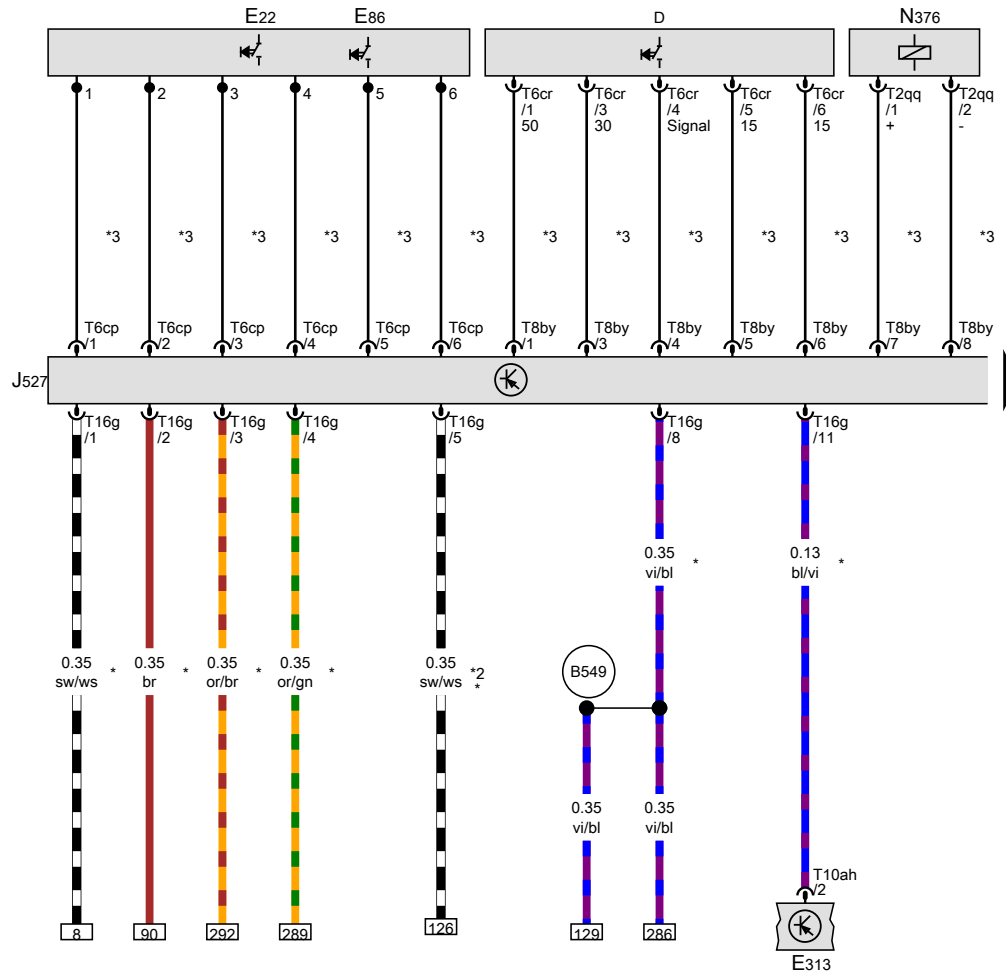 E22 E86 D N376
1 2 3 4 5 6 T6cr T6cr T6cr T6cr T6cr T2qq T2qq
/1 /3 /4 /5 /6 /1 /2
50 30 Signal 15 15 + -
*3 *3 *3 *3 *3 *3 *3 *3 *3 *3 *3 *3 *3
T6cp T6cp T6cp T6cp T6cp T6cp T8by T8by T8by T8by T8by T8by T8by
/1 /2 /3 /4 /5 /6 /1 /3 /4 /5 /6 /7 /8
J527
T16g T16g T16g T16g T16g T16g T16g
/1 /2 /3 /4 /5 /8 /11
0.35 0.13
vi/bl * bl/vi *
0.35 0.35 0.35 0.35 0.35 *2
sw/ws * br * or/br * or/gn * sw/ws *
B549
0.35 0.35
vi/bl vi/bl
T10ah
/2
8 90 292 289 126 129 286
E313